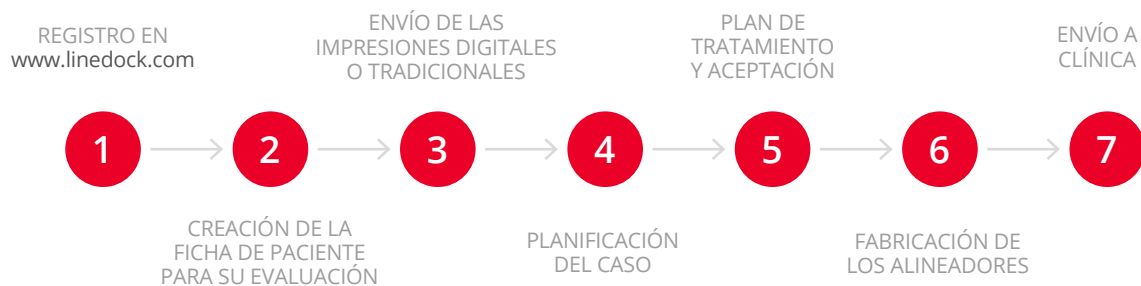 REGISTRO EN
www.linedock.com
1
CREACIÓN DE LA
FICHA DE PACIENTE
PARA SU EVALUACIÓN
2
ENVÍO DE LAS
IMPRESIONES DIGITALES
O TRADICIONALES
3
PLANIFICACIÓN
DEL CASO
4
PLAN DE
TRATAMIENTO
Y ACEPTACIÓN
5
FABRICACIÓN DE
LOS ALINEADORES
6
ENVÍO A
CLÍNICA
7